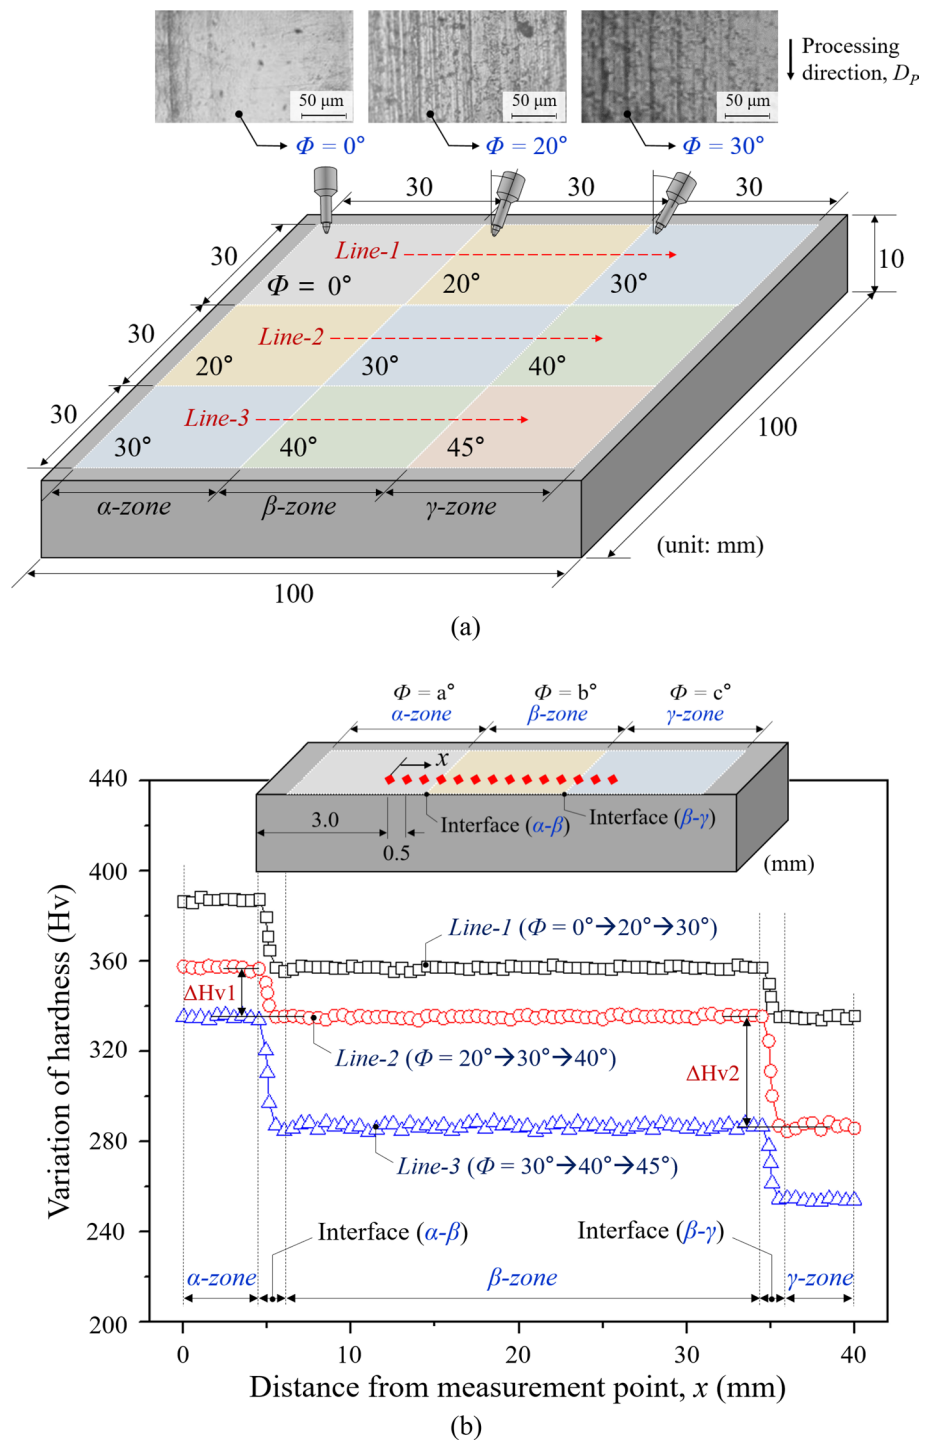 50 μm
50 μm
50 μm
Processing
direction, D_P
Φ = 0°
Φ = 20°
Φ = 30°
30
30
30
30
Line-1
Φ = 0°
20°
30°
10
30
Line-2
20°
30°
40°
30
Line-3
30°
40°
45°
100
α-zone
β-zone
γ-zone
(unit: mm)
100
(a)
Φ = a°
Φ = b°
Φ = c°
α-zone
β-zone
γ-zone
x
3.0
0.5
Interface (α-β)
Interface (β-γ)
(mm)
440
400
360
320
280
240
200
Variation of hardness (Hv)
Line-1 (Φ = 0°→20°→30°)
ΔHv1
Line-2 (Φ = 20°→30°→40°)
ΔHv2
Line-3 (Φ = 30°→40°→45°)
Interface (α-β)
Interface (β-γ)
α-zone
β-zone
γ-zone
0
10
20
30
40
Distance from measurement point, x (mm)
(b)